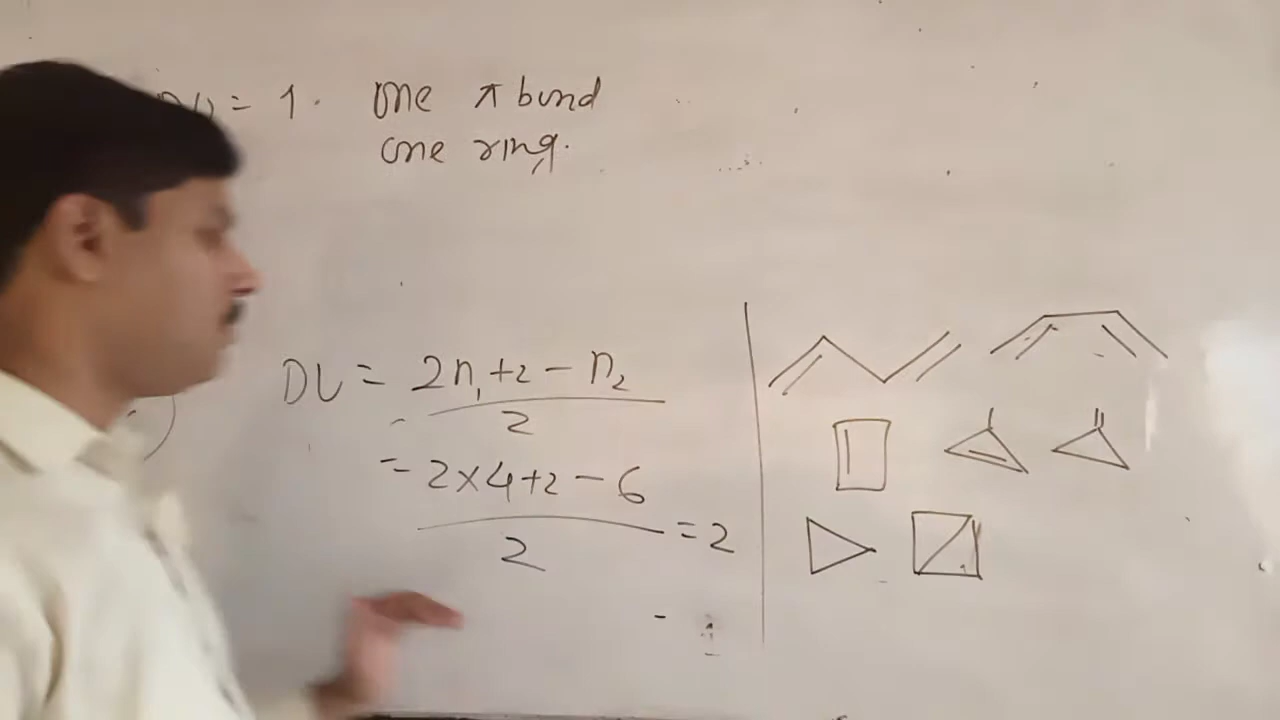 = 1. One π bond
one ring.
DU = 2n₁+2 - n₂
2
= 2×4+2 - 6
2
= 2